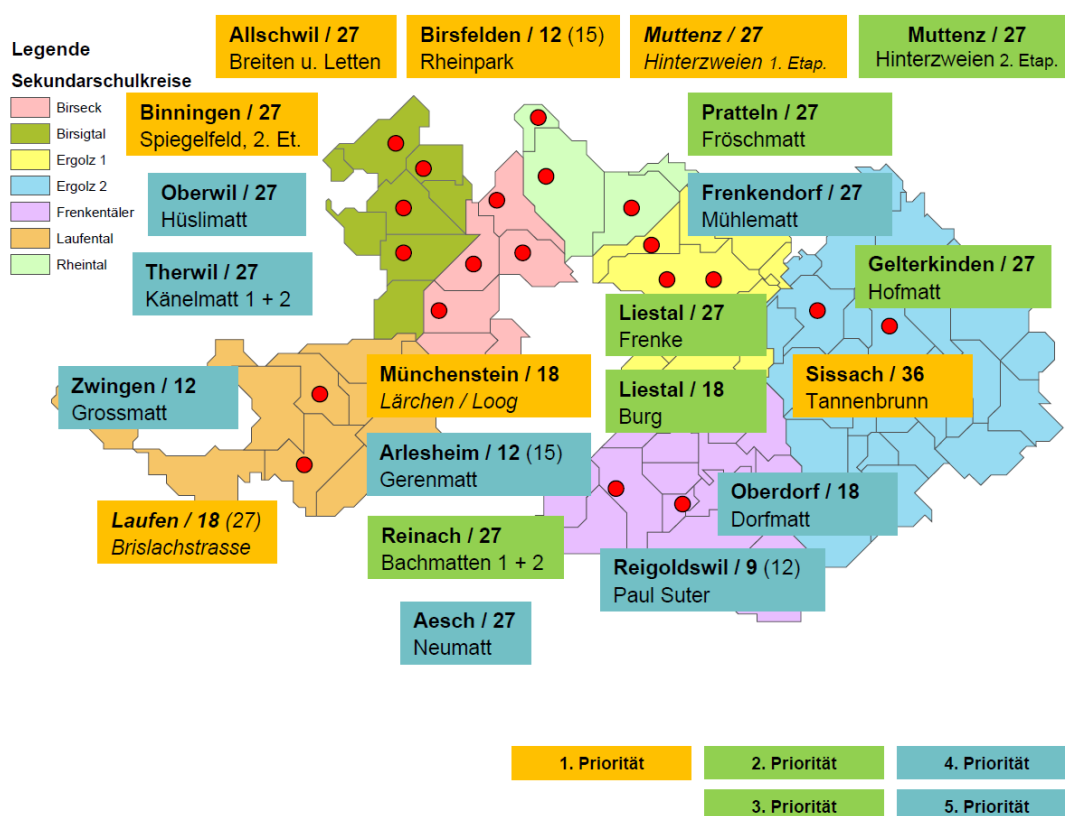 Legende
Sekundarschulkreise
Birseck
Birsigtal
Ergolz 1
Ergolz 2
Frenkentäler
Laufental
Rheintal
Allschwil / 27
Breiten u. Letten
Birsfelden / 12 (15)
Rheinpark
Muttenz / 27
Hinterzweien 1. Etap.
Muttenz / 27
Hinterzweien 2. Etap.
Binningen / 27
Spiegelfeld, 2. Et.
Pratteln / 27
Fröschmatt
Oberwil / 27
Hüslimatt
Frenkendorf / 27
Mühlematt
Therwil / 27
Känelmatt 1 + 2
Gelterkinden / 27
Hofmatt
Liestal / 27
Frenke
Zwingen / 12
Grossmatt
Münchenstein / 18
Lärchen / Loog
Liestal / 18
Burg
Sissach / 36
Tannenbrunn
Arlesheim / 12 (15)
Gerenmatt
Oberdorf / 18
Dorfmatt
Laufen / 18 (27)
Brislachstrasse
Reinach / 27
Bachmatten 1 + 2
Reigoldswil / 9 (12)
Paul Suter
Aesch / 27
Neumatt
1. Priorität
2. Priorität
4. Priorität
3. Priorität
5. Priorität